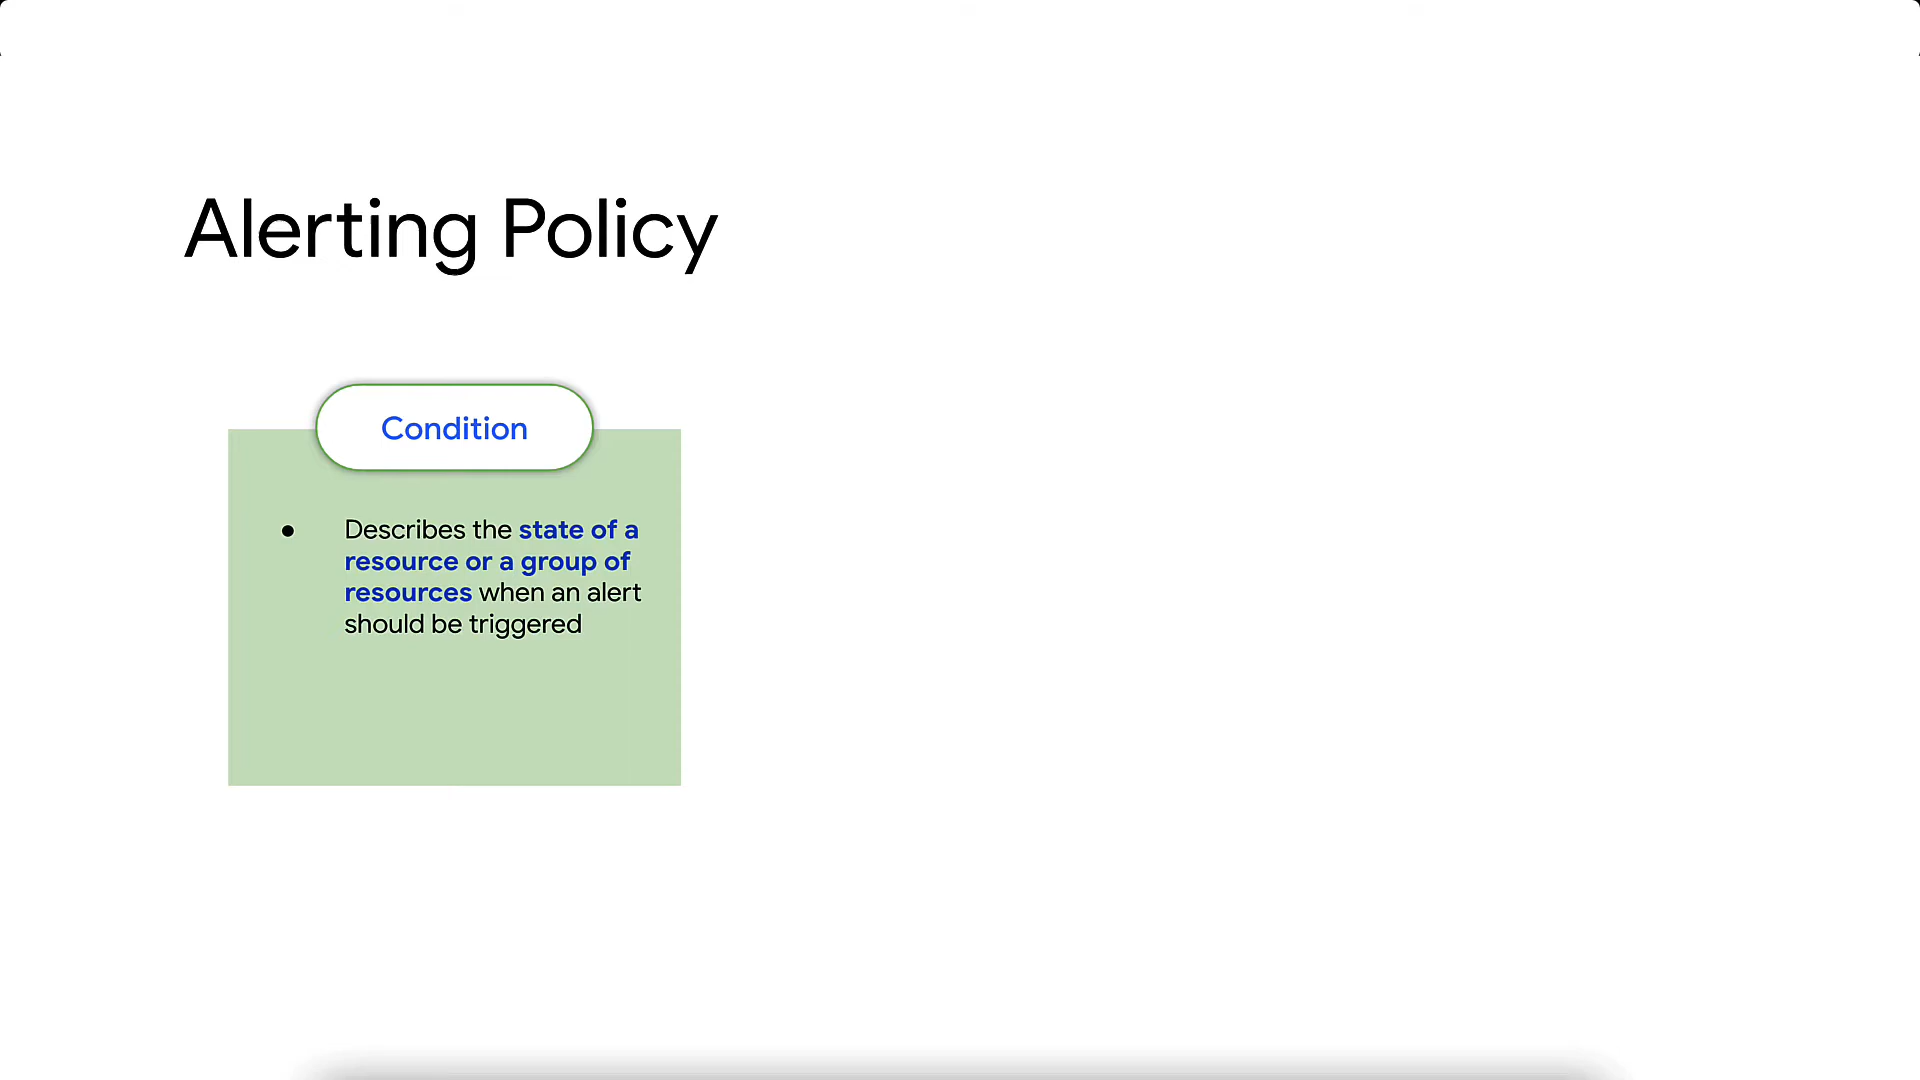 Alerting Policy
Condition
● Describes the state of a
resource or a group of
resources when an alert
should be triggered